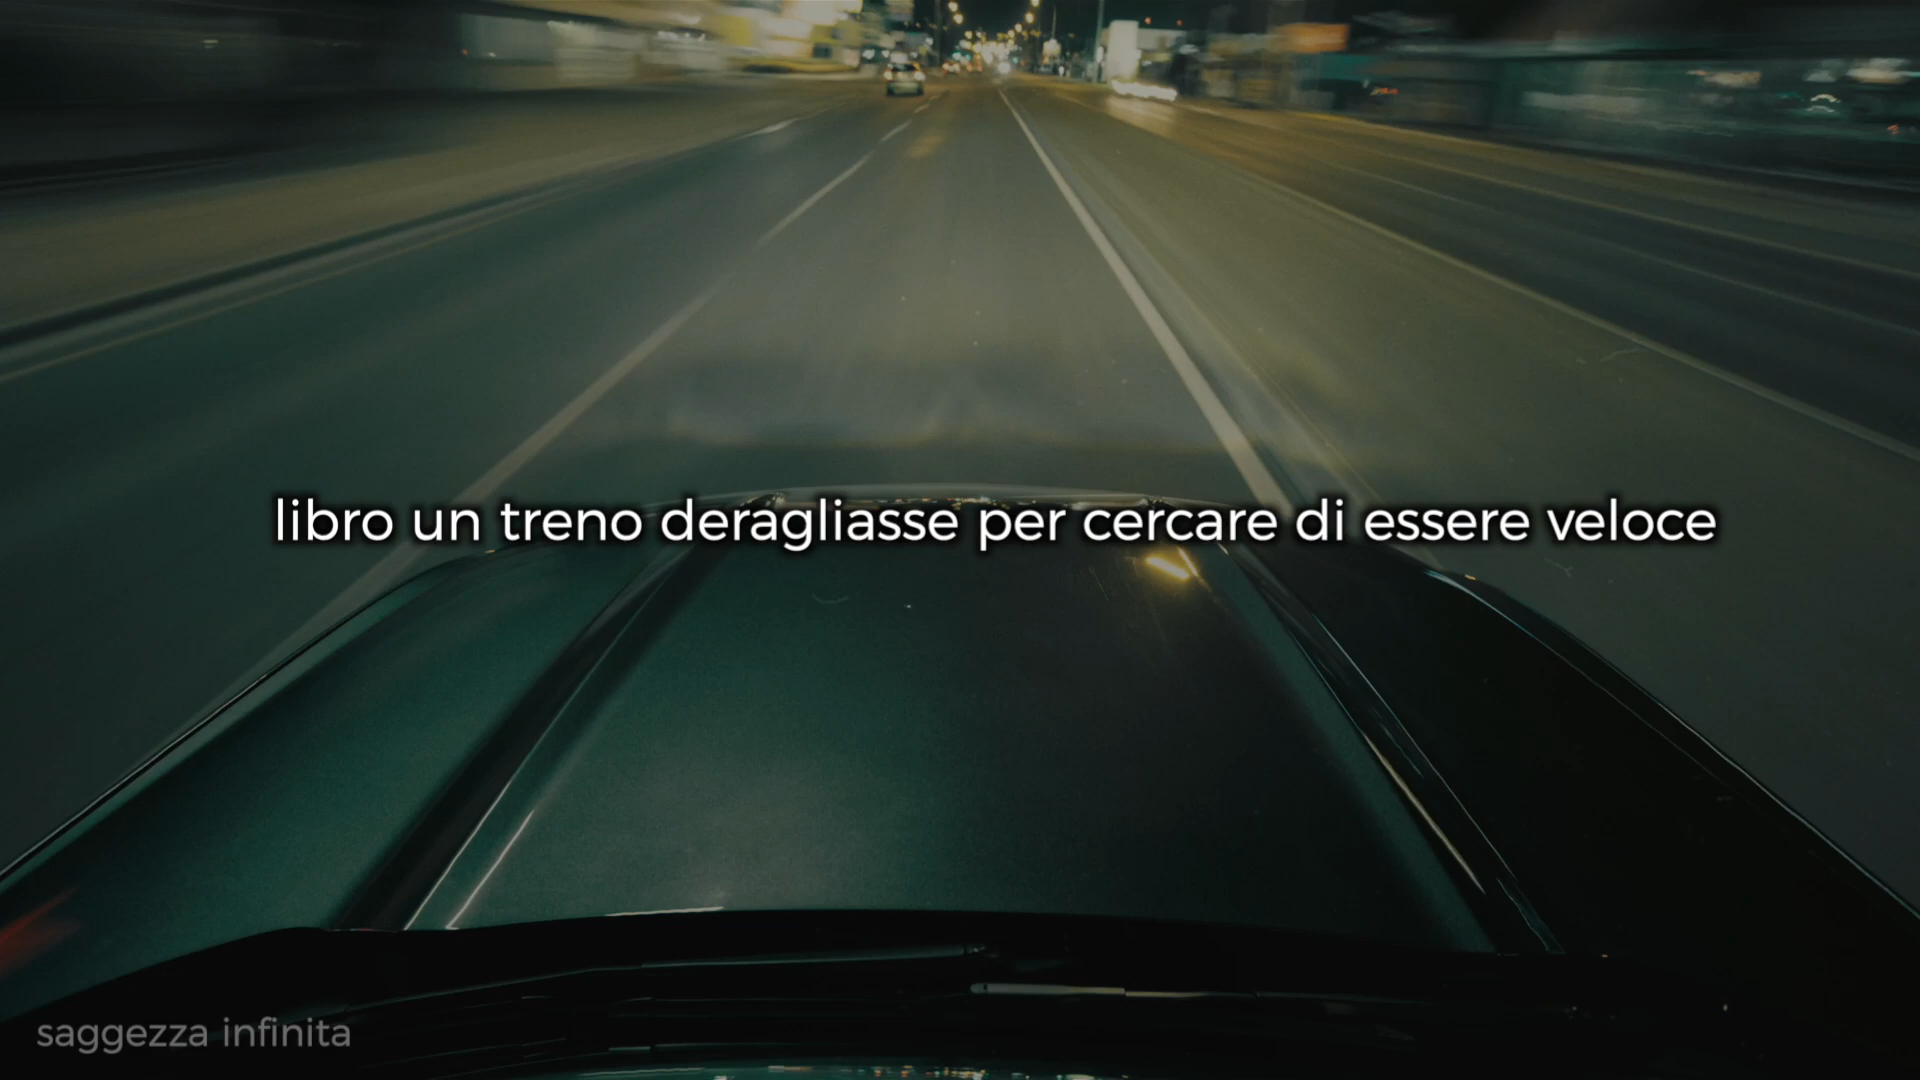 libro un treno deragliasse per cercare di essere veloce
saggezza infinita